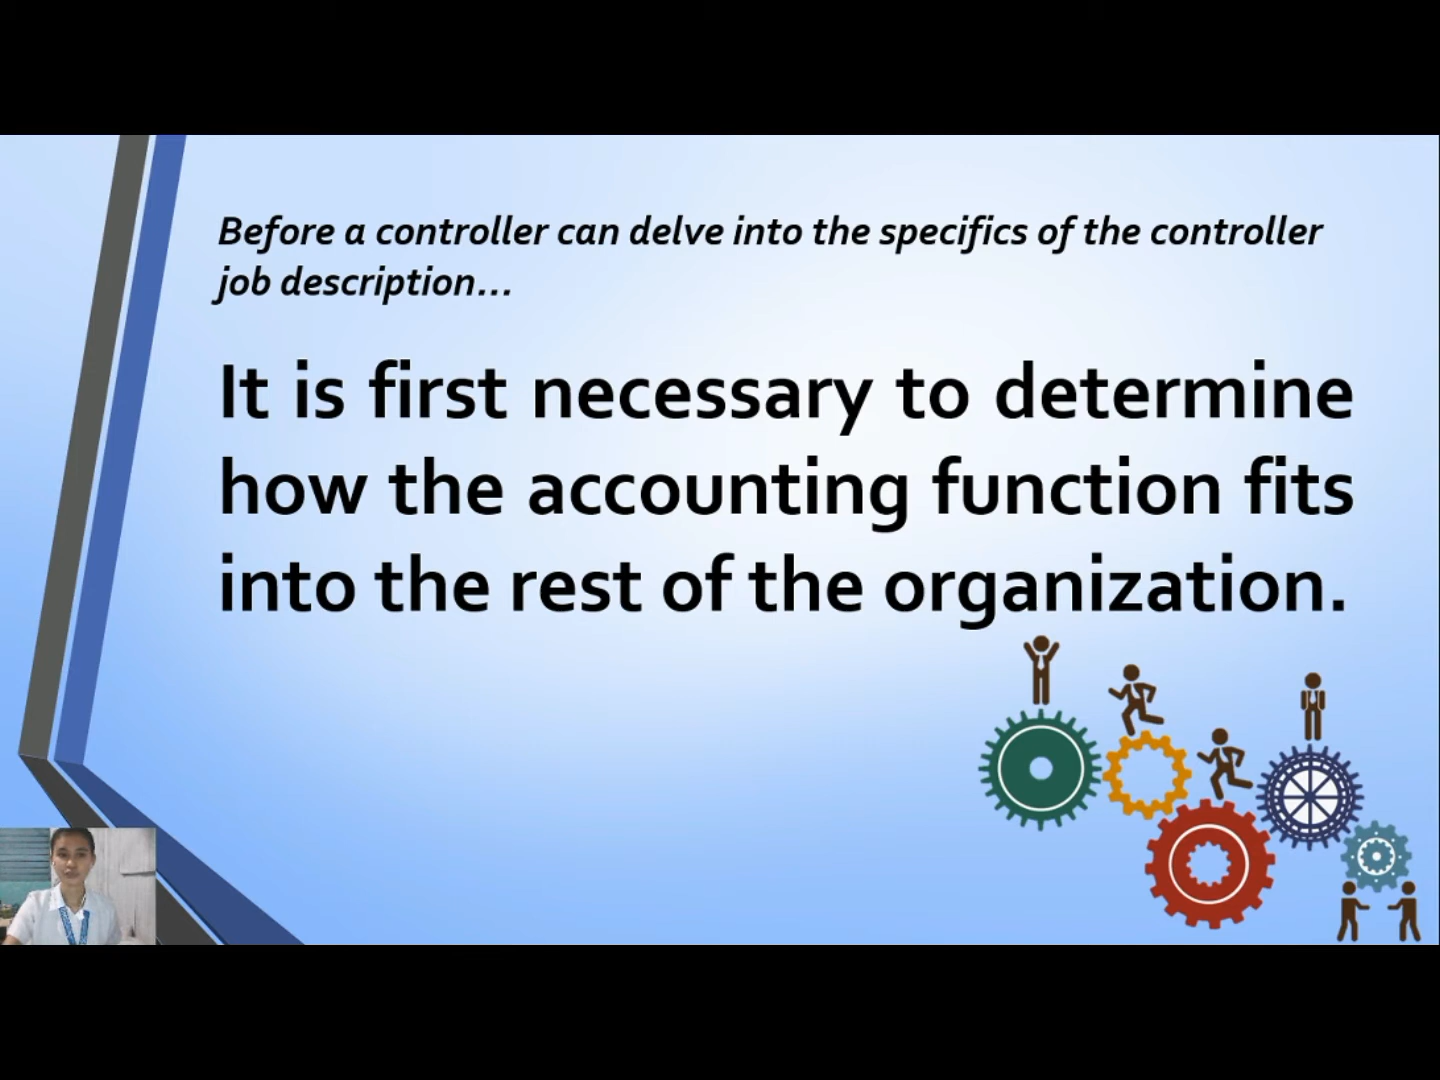 Before a controller can delve into the specifics of the controller
job description...
It is first necessary to determine
how the accounting function fits
into the rest of the organization.